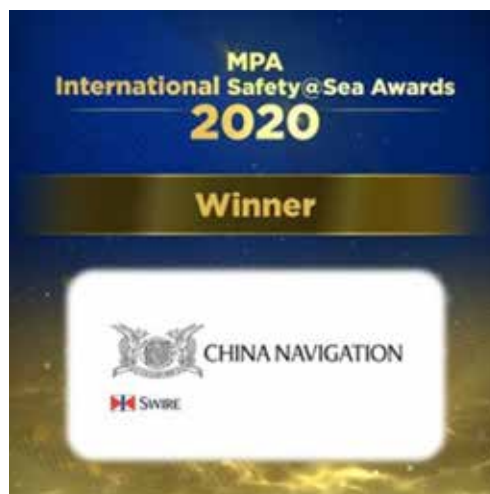 MPA
International Safety@Sea Awards
2020
Winner
CHINA NAVIGATION
SWIRE